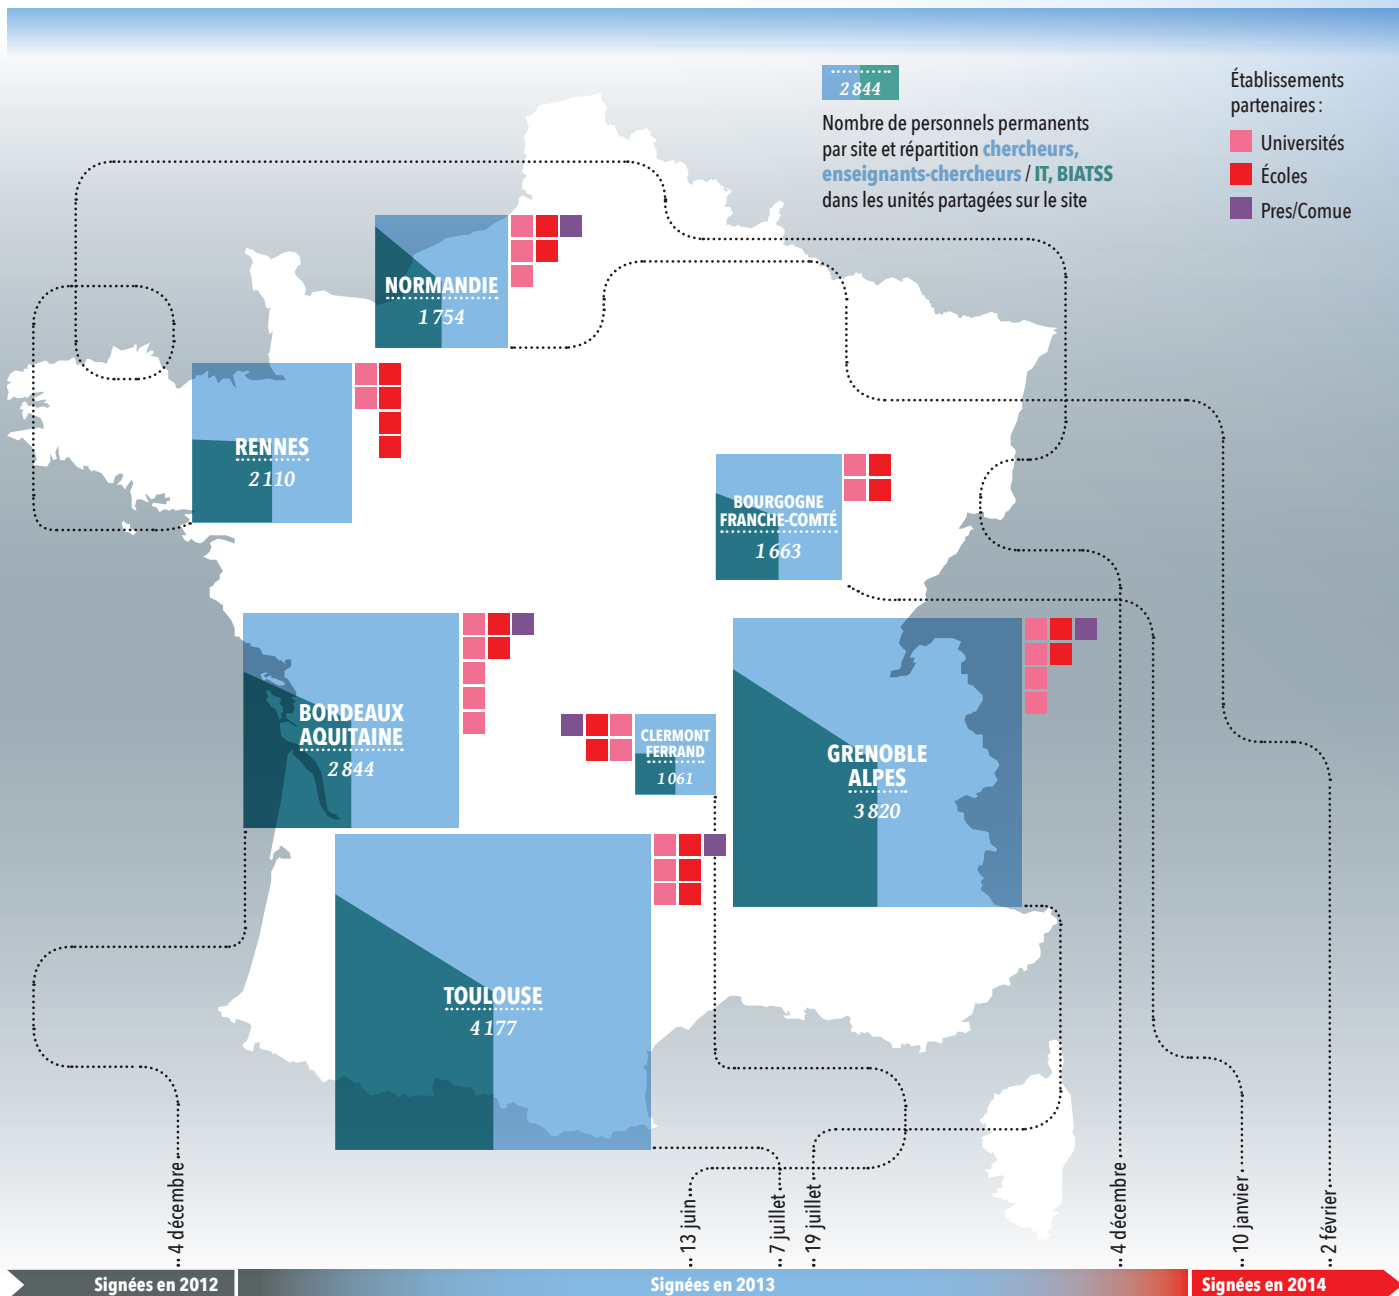 2 844
Nombre de personnels permanents
par site et répartition chercheurs,
enseignants-chercheurs / IT, BIATSS
dans les unités partagées sur le site
Établissements
partenaires :
Universités
Écoles
Pres/Comue
NORMANDIE
1 754
RENNES
2 110
BOURGOGNE
FRANCHE-COMTÉ
1 663
BORDEAUX
AQUITAINE
2 844
CLERMONT
FERRAND
1 061
GRENOBLE
ALPES
3 820
TOULOUSE
4 177
4 décembre
13 juin
7 juillet
19 juillet
4 décembre
10 janvier
2 février
Signées en 2012
Signées en 2013
Signées en 2014